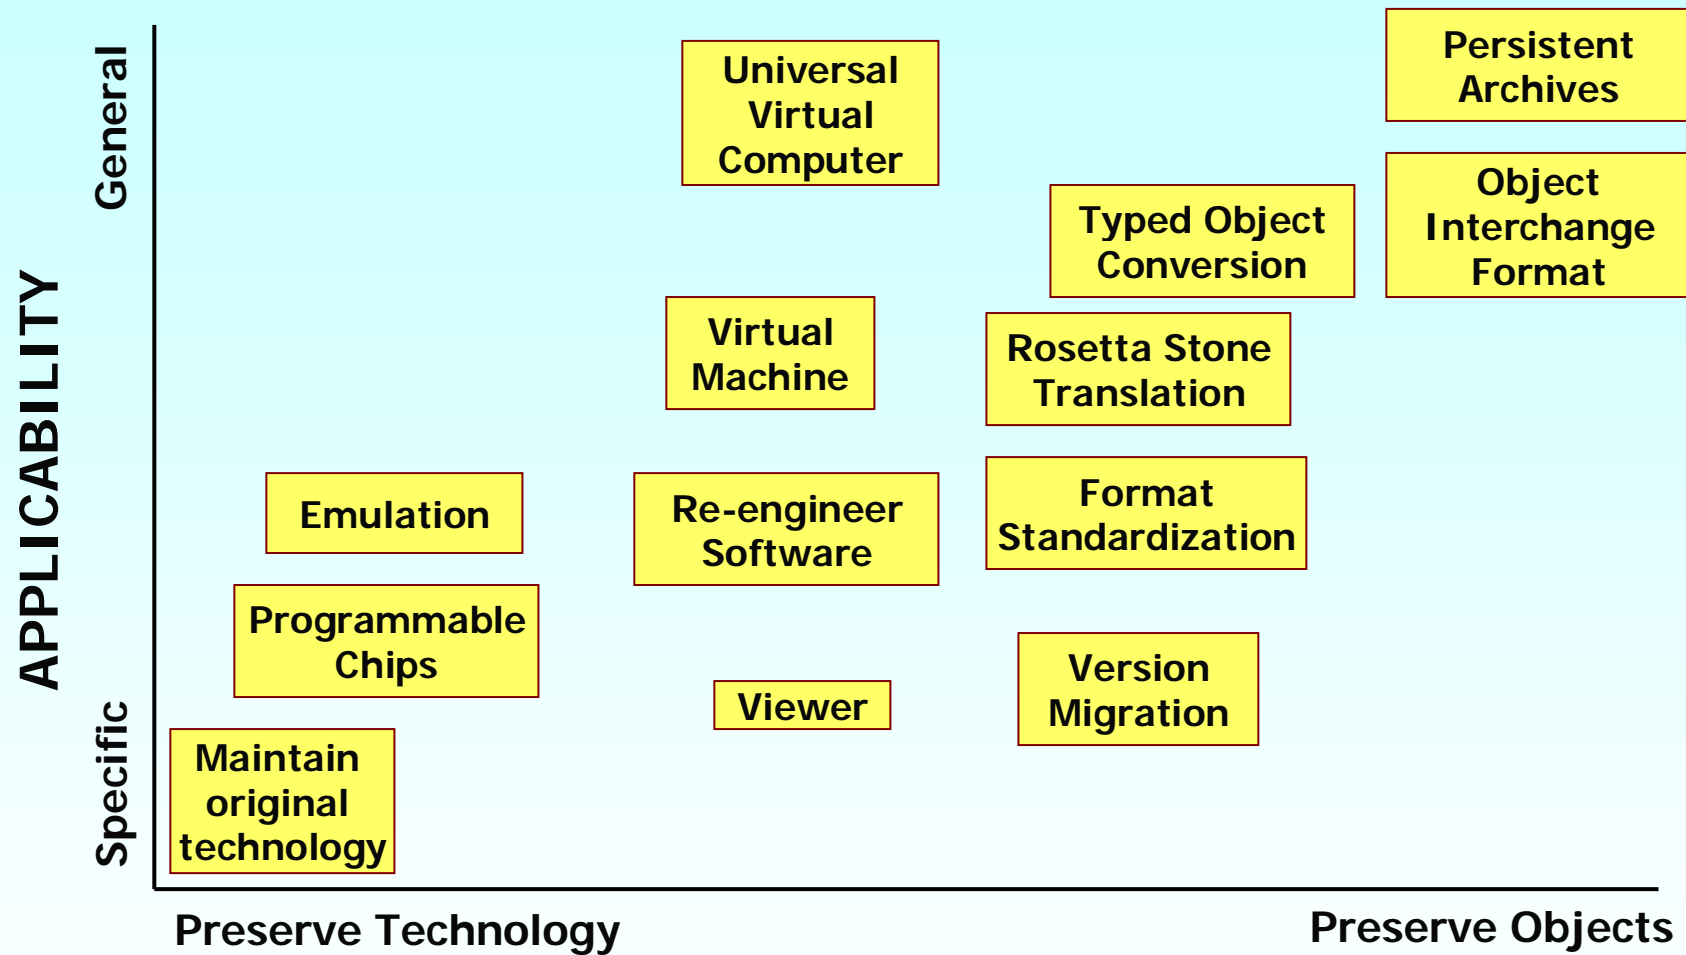 General
APPLICABILITY
Specific
Universal
Virtual
Computer
Persistent
Archives
Object
Interchange
Format
Typed Object
Conversion
Virtual
Machine
Rosetta Stone
Translation
Emulation
Re-engineer
Software
Format
Standardization
Programmable
Chips
Viewer
Version
Migration
Maintain
original
technology
Preserve Technology
Preserve Objects